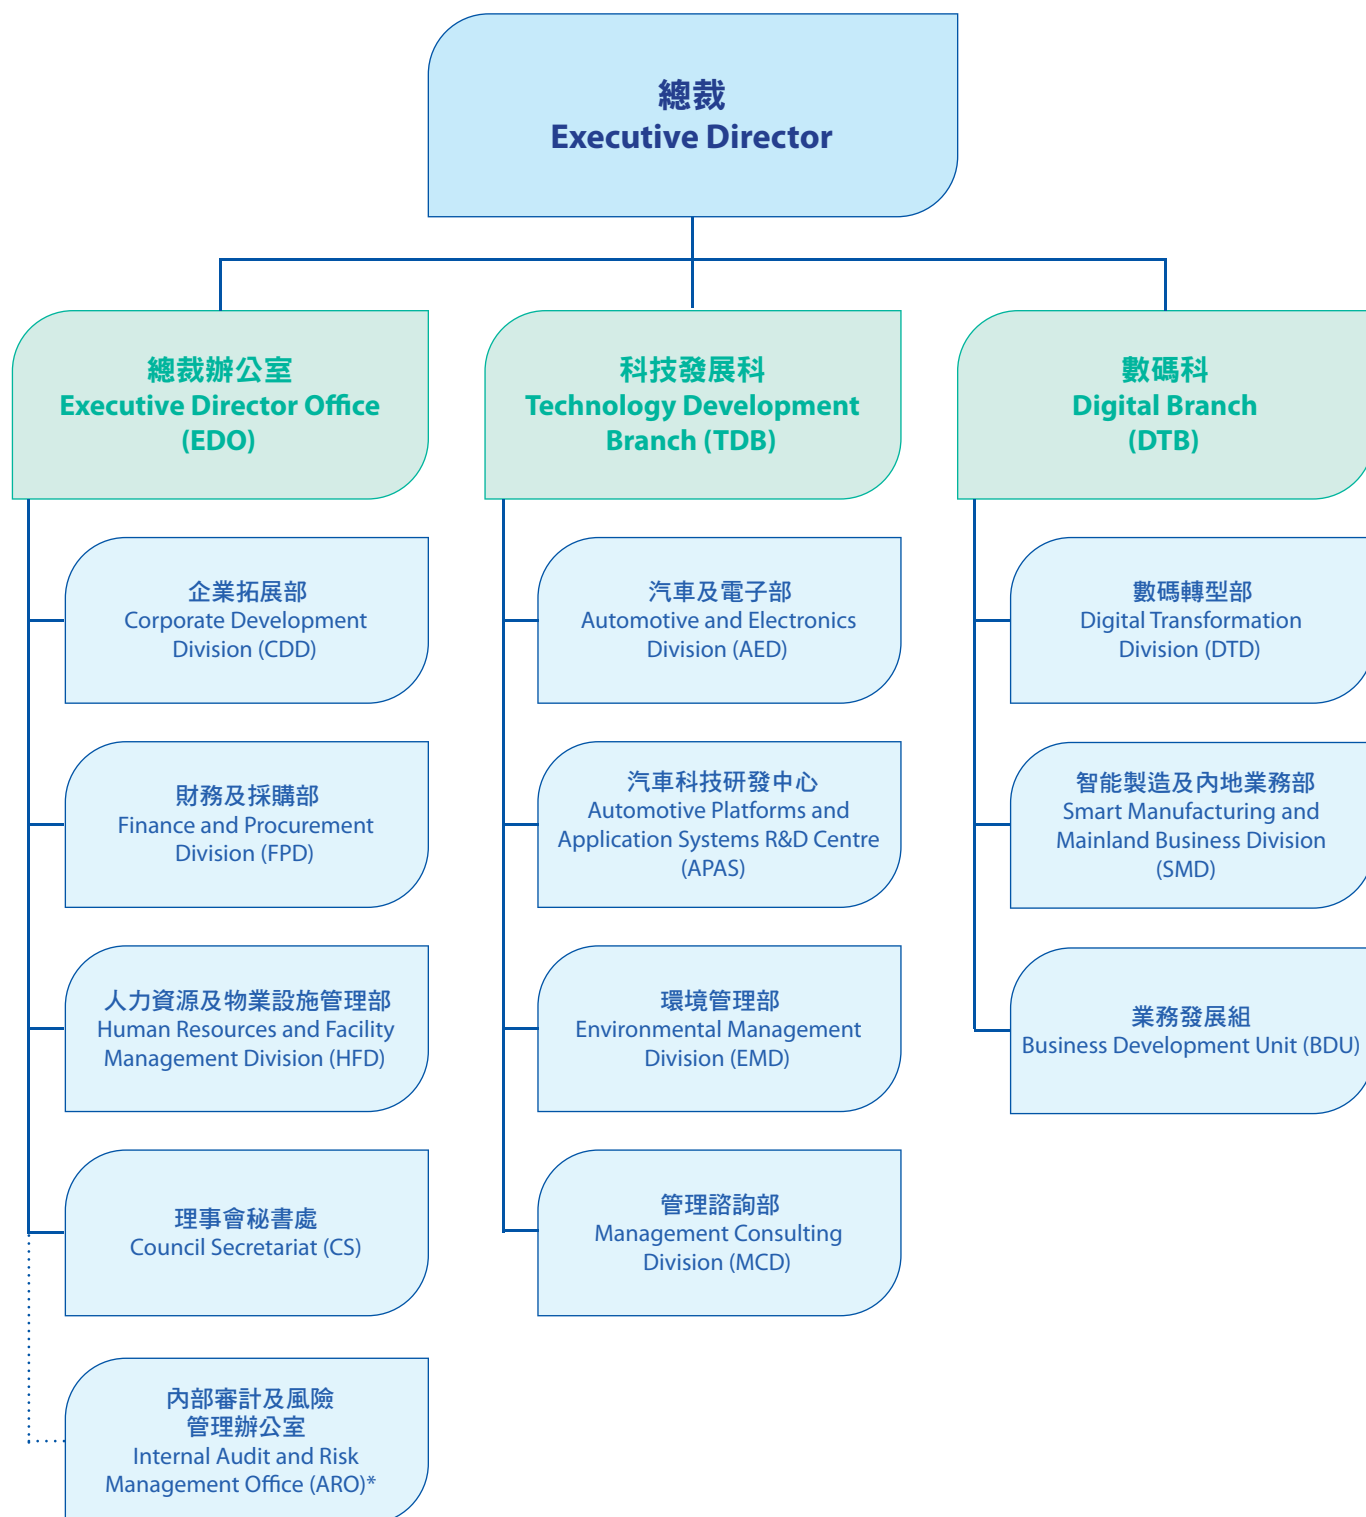 總裁
Executive Director
總裁辦公室
Executive Director Office
(EDO)
企業拓展部
Corporate Development
Division (CDD)
財務及採購部
Finance and Procurement
Division (FPD)
人力資源及物業設施管理部
Human Resources and Facility
Management Division (HFD)
理事會秘書處
Council Secretariat (CS)
內部審計及風險
管理辦公室
Internal Audit and Risk
Management Office (ARO)*
科技發展科
Technology Development
Branch (TDB)
汽車及電子部
Automotive and Electronics
Division (AED)
汽車科技研發中心
Automotive Platforms and
Application Systems R&D Centre
(APAS)
環境管理部
Environmental Management
Division (EMD)
管理諮詢部
Management Consulting
Division (MCD)
數碼科
Digital Branch
(DTB)
數碼轉型部
Digital Transformation
Division (DTD)
智能製造及內地業務部
Smart Manufacturing and
Mainland Business Division
(SMD)
業務發展組
Business Development Unit (BDU)